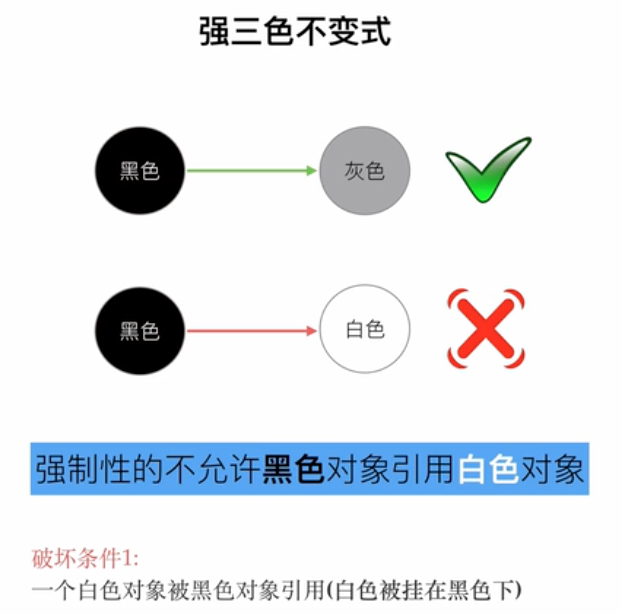 强三色不变式
黑色
灰色
黑色
白色
强制性的不允许黑色对象引用白色对象
破坏条件1:
一个白色对象被黑色对象引用(白色被挂在黑色下)